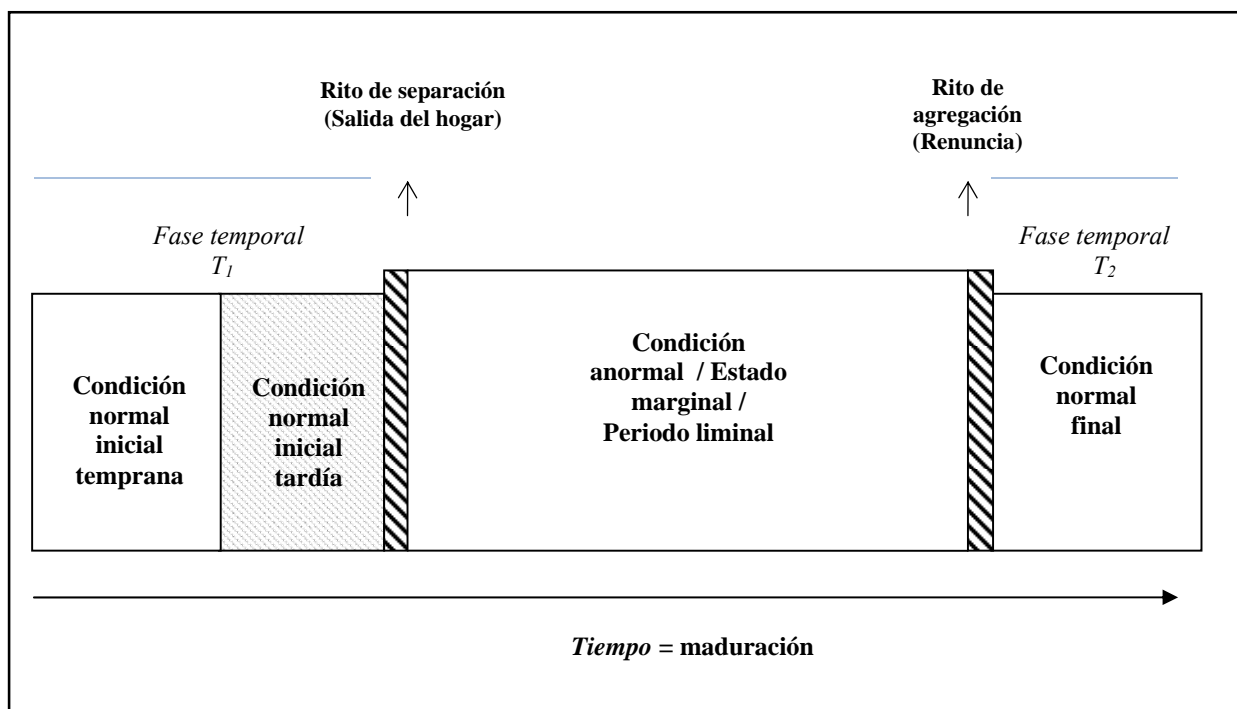 Rito de separación
(Salida del hogar)
Rito de
agregación
(Renuncia)
Fase temporal
T1
Fase temporal
T2
Condición
normal
inicial
temprana
Condición
normal
inicial
tardía
Condición
anormal / Estado
marginal /
Periodo liminal
Condición
normal
final
Tiempo = maduración